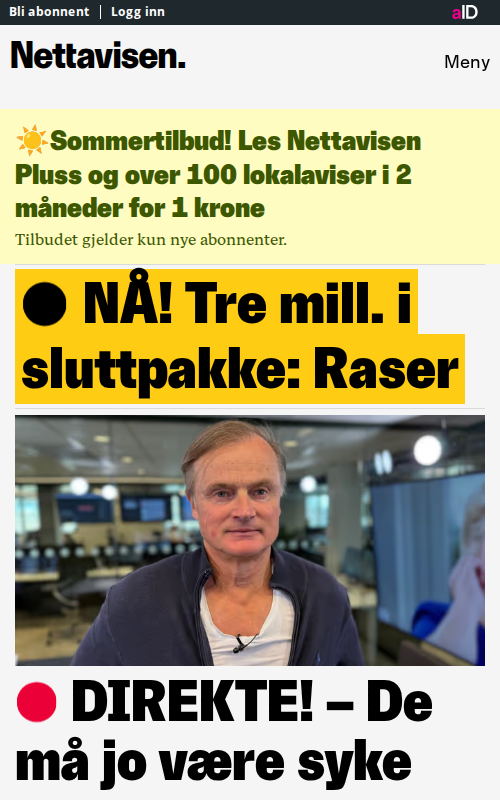 Bli abonnent | Logg inn
aID
Nettavisen.
Meny
☀️Sommertilbud! Les Nettavisen
Pluss og over 100 lokalaviser i 2
måneder for 1 krone
Tilbudet gjelder kun nye abonnenter.
NÅ! Tre mill. i
sluttpakke: Raser
DIREKTE! – De
må jo være syke